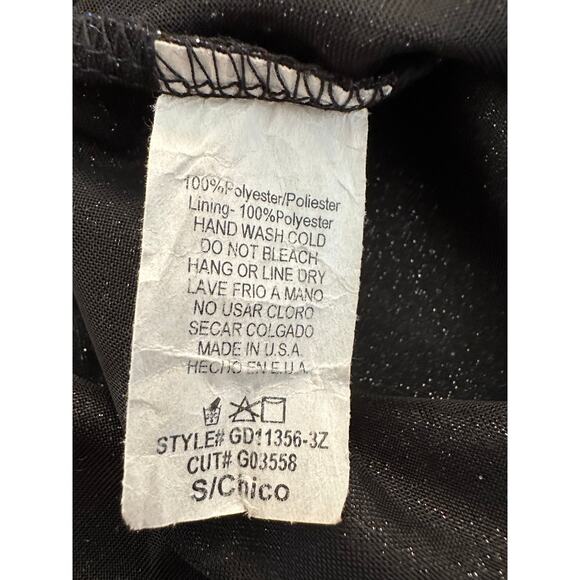 100%Polyester/Poliester
Lining- 100%Polyester
HAND WASH COLD
DO NOT BLEACH
HANG OR LINE DRY
LAVE FRIO A MANO
NO USAR CLORO
SECAR COLGADO
MADE IN U.S.A.
HECHO EN E.U.A.
STYLE# GD11356-3Z
CUT# G03558
S/Chico